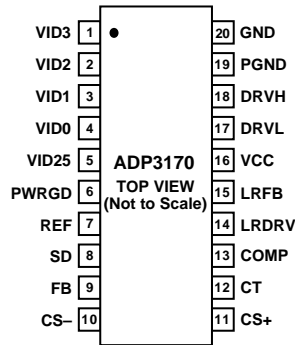 VID3 1 20 GND
VID2 2 19 PGND
VID1 3 18 DRVH
VID0 4 17 DRVL
VID25 5 ADP3170 16 VCC
PWRGD 6 TOP VIEW 15 LRFB
(Not to Scale)
REF 7 14 LRDRV
SD 8 13 COMP
FB 9 12 CT
CS– 10 11 CS+